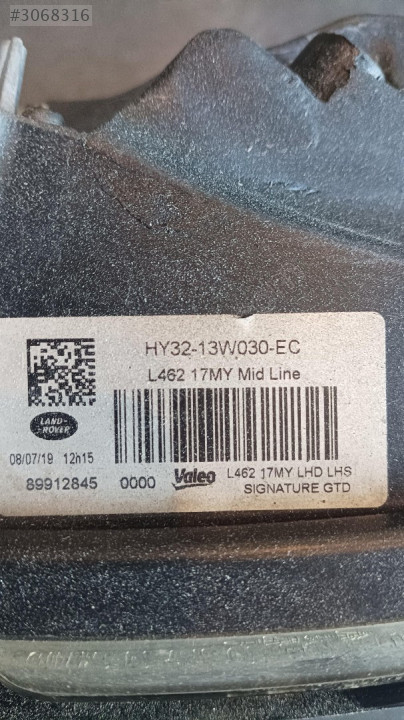 #3068316
HY32-13W030-EC
L462 17MY Mid Line
LAND-
ROVER
08/07/19 12h15
89912845 0000 Valeo
L462 17MY LHD LHS
SIGNATURE GTD